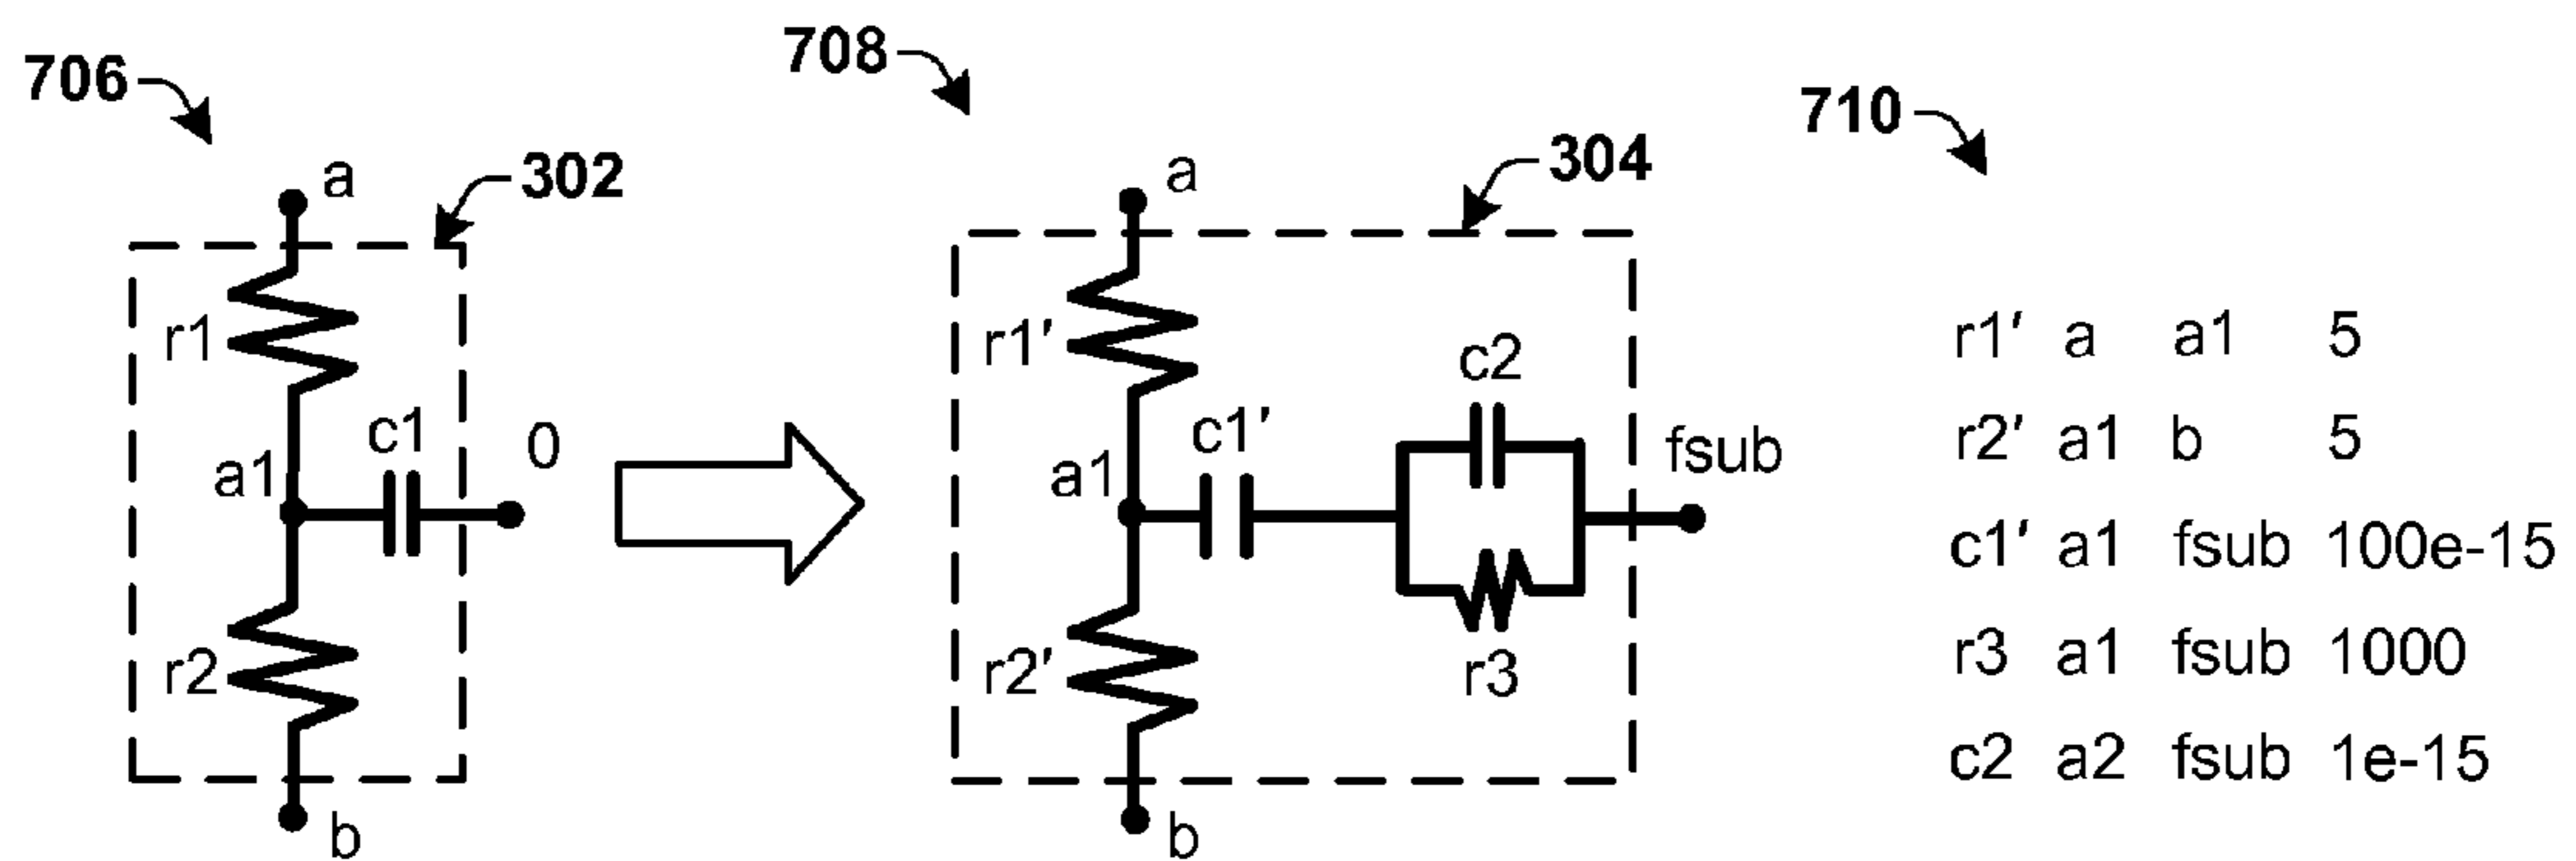 706
302
a
r1
a1
c1
0
r2
b
708
304
a
r1′
a1
c1′
c2
fsub
r3
r2′
b
710
r1′ a a1 5
r2′ a1 b 5
c1′ a1 fsub 100e-15
r3 a1 fsub 1000
c2 a2 fsub 1e-15